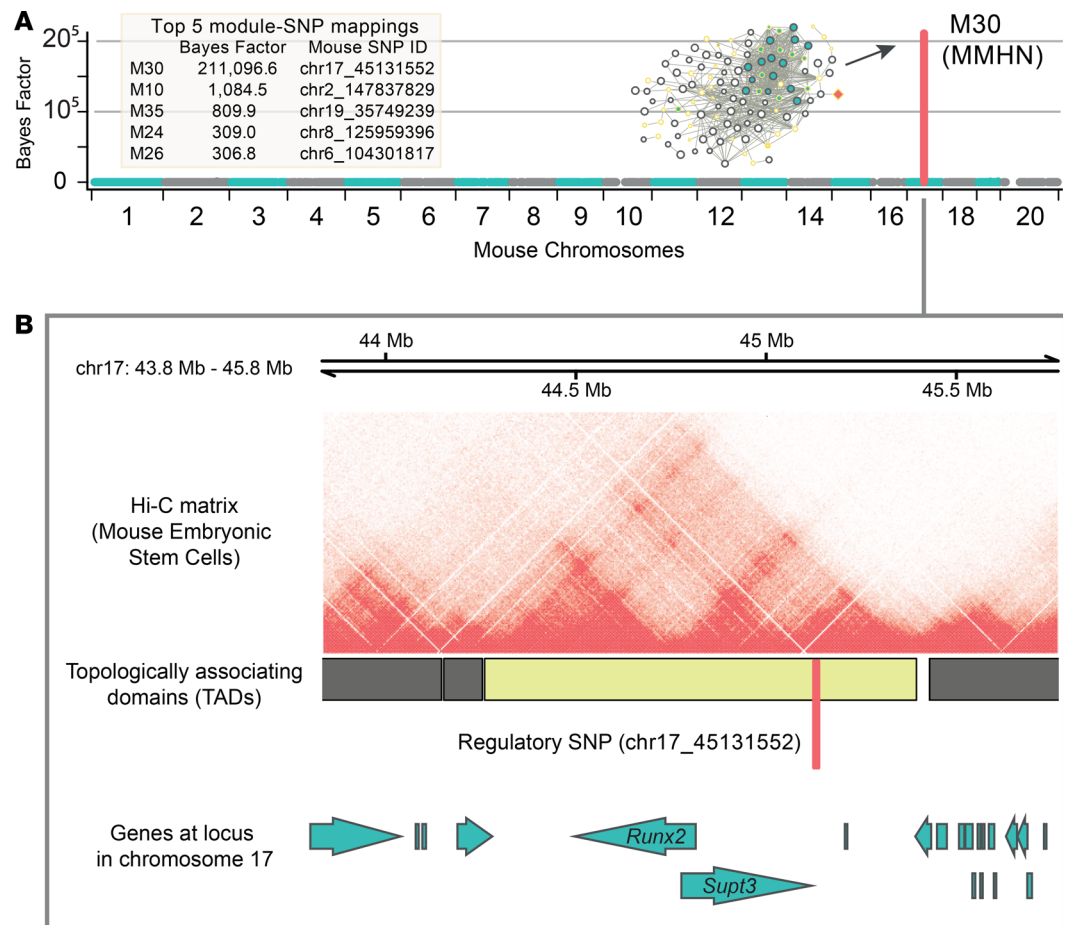 A
Top 5 module-SNP mappings
Bayes Factor Mouse SNP ID
M30 211,096.6 chr17_45131552
M10 1,084.5 chr2_147837829
M35 809.9 chr19_35749239
M24 309.0 chr8_125959396
M26 306.8 chr6_104301817
M30
(MMHN)
Bayes Factor
20⁵
10⁵
0
1 2 3 4 5 6 7 8 9 10 12 14 16 18 20
Mouse Chromosomes
B
44 Mb 45 Mb
chr17: 43.8 Mb - 45.8 Mb
44.5 Mb 45.5 Mb
Hi-C matrix
(Mouse Embryonic
Stem Cells)
Topologically associating
domains (TADs)
Regulatory SNP (chr17_45131552)
Genes at locus
in chromosome 17
Runx2
Supt3